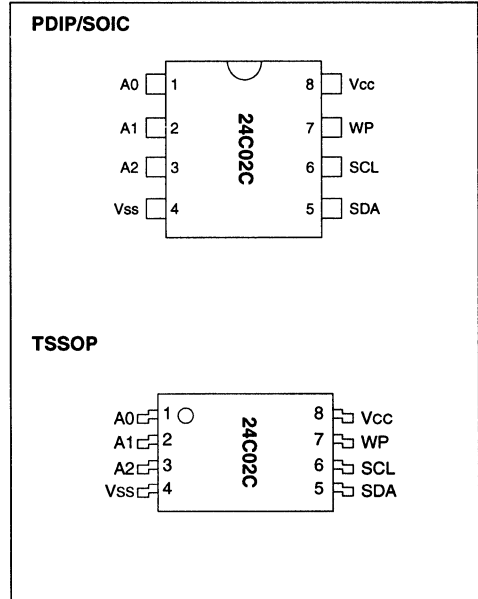 PDIP/SOIC
A0 1 8 Vcc
A1 2 7 WP
A2 3 6 SCL
Vss 4 5 SDA
24C02C
TSSOP
A0 1 8 Vcc
A1 2 7 WP
A2 3 6 SCL
Vss 4 5 SDA
24C02C